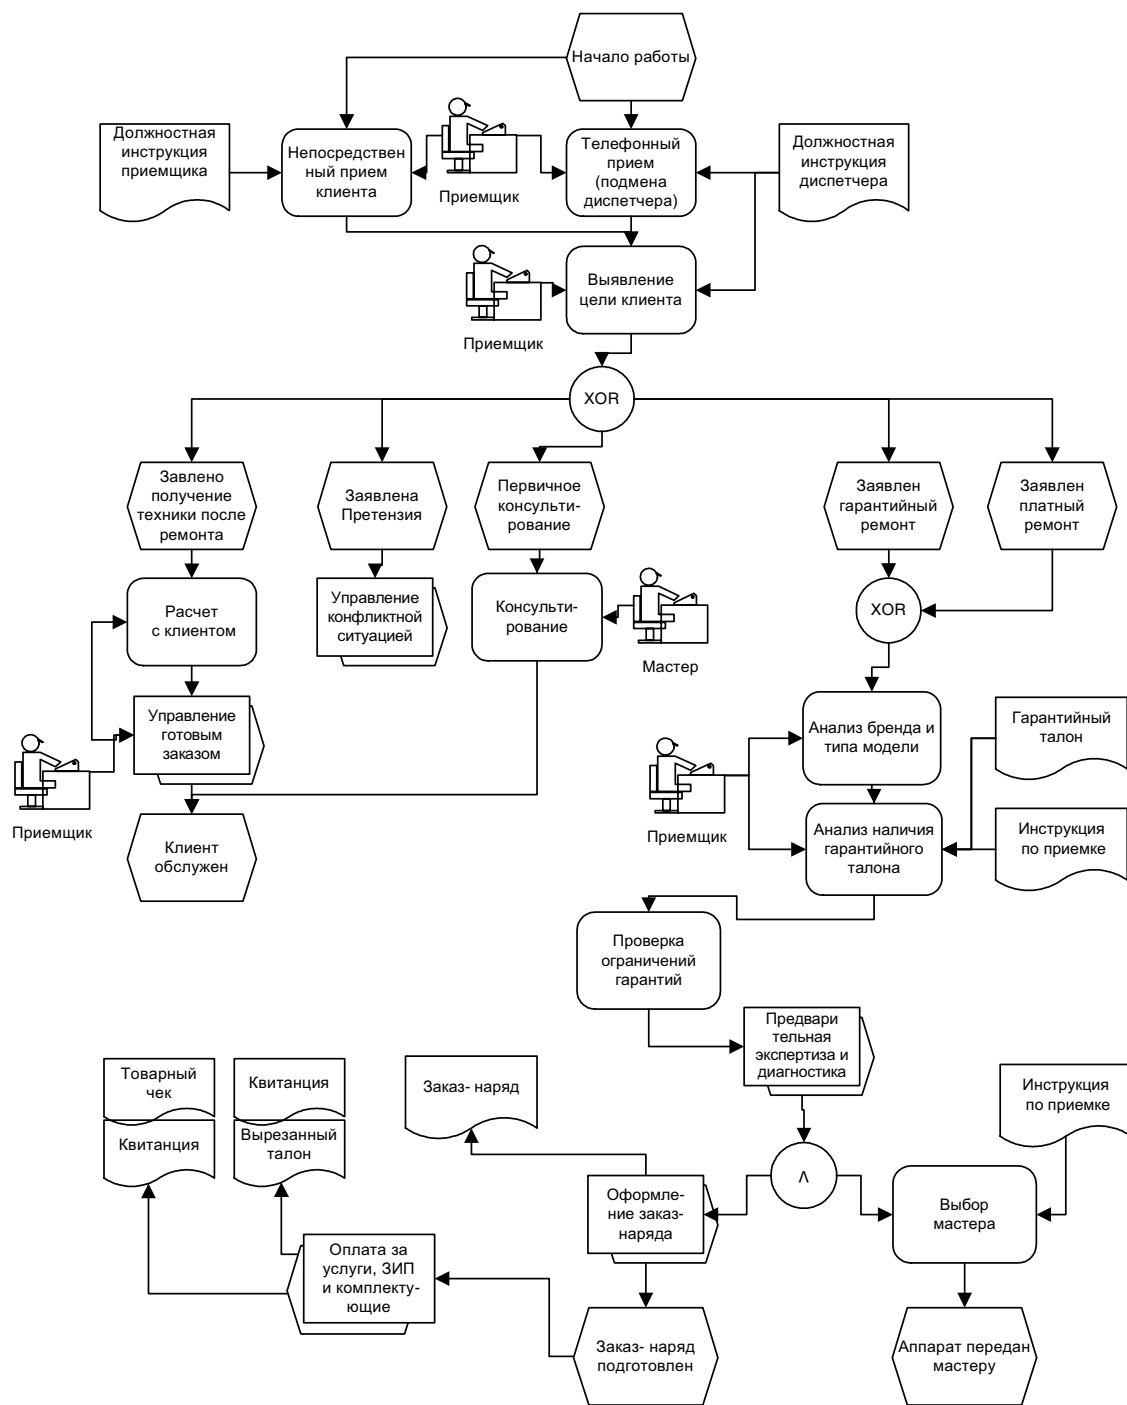 Начало работы
Должностная
инструкция
приемщика
Непосредствен
ный прием
клиента
Приемщик
Телефонный
прием
(подмена
диспетчера)
Должностная
инструкция
диспетчера
Приемщик
Выявление
цели клиента
XOR
Завлено
получение
техники после
ремонта
Заявлена
Претензия
Первичное
консульти-
рование
Заявлен
гарантийный
ремонт
Заявлен
платный
ремонт
Расчет
с клиентом
Управление
конфликтной
ситуацией
Консульти-
рование
Мастер
XOR
Управление
готовым
заказом
Приемщик
Клиент
обслужен
Анализ бренда и
типа модели
Гарантийный
талон
Приемщик
Анализ наличия
гарантийного
талона
Инструкция
по приемке
Проверка
ограничений
гарантий
Предвари
тельная
экспертиза и
диагностика
Товарный
чек
Квитанция
Квитанция
Вырезанный
талон
Заказ- наряд
Инструкция
по приемке
Λ
Оформле-
ние заказ-
наряда
Выбор
мастера
Оплата за
услуги, ЗИП
и комплекту-
ющие
Заказ- наряд
подготовлен
Аппарат передан
мастеру